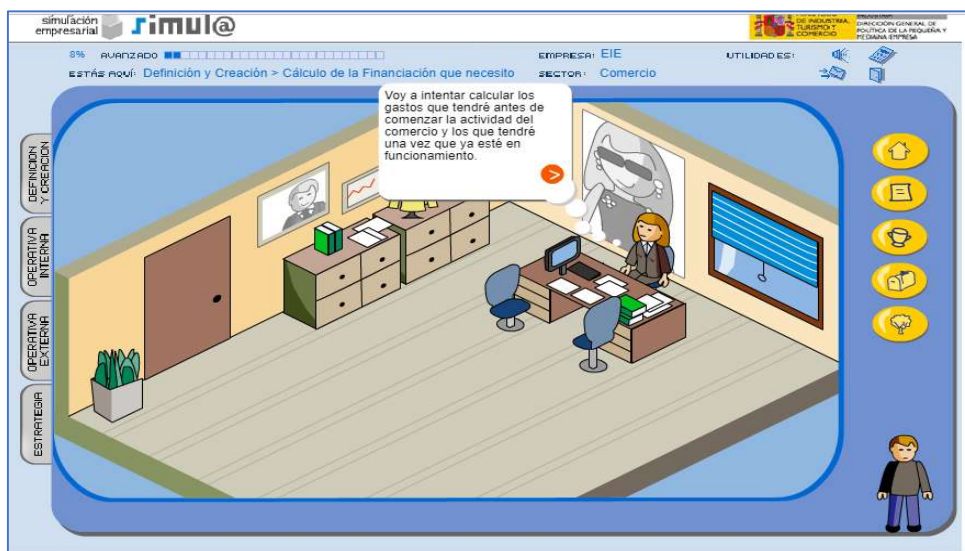 simulación
empresarial
simul@
DE INDUSTRIA,
TURISMO Y
COMERCIO
DIRECCIÓN GENERAL DE
POLÍTICA DE LA PEQUEÑA Y
MEDIANA EMPRESA
8% AVANZADO
EMPRESA: EIE
UTILIDADES:
ESTÁS AQUÍ: Definición y Creación > Cálculo de la Financiación que necesito
SECTOR: Comercio
Voy a intentar calcular los
gastos que tendré antes de
comenzar la actividad del
comercio y los que tendré
una vez que ya esté en
funcionamiento.
>
DEFINICION
Y CREACION
OPERATIVA
INTERNA
OPERATIVA
EXTERNA
ESTRATEGIA